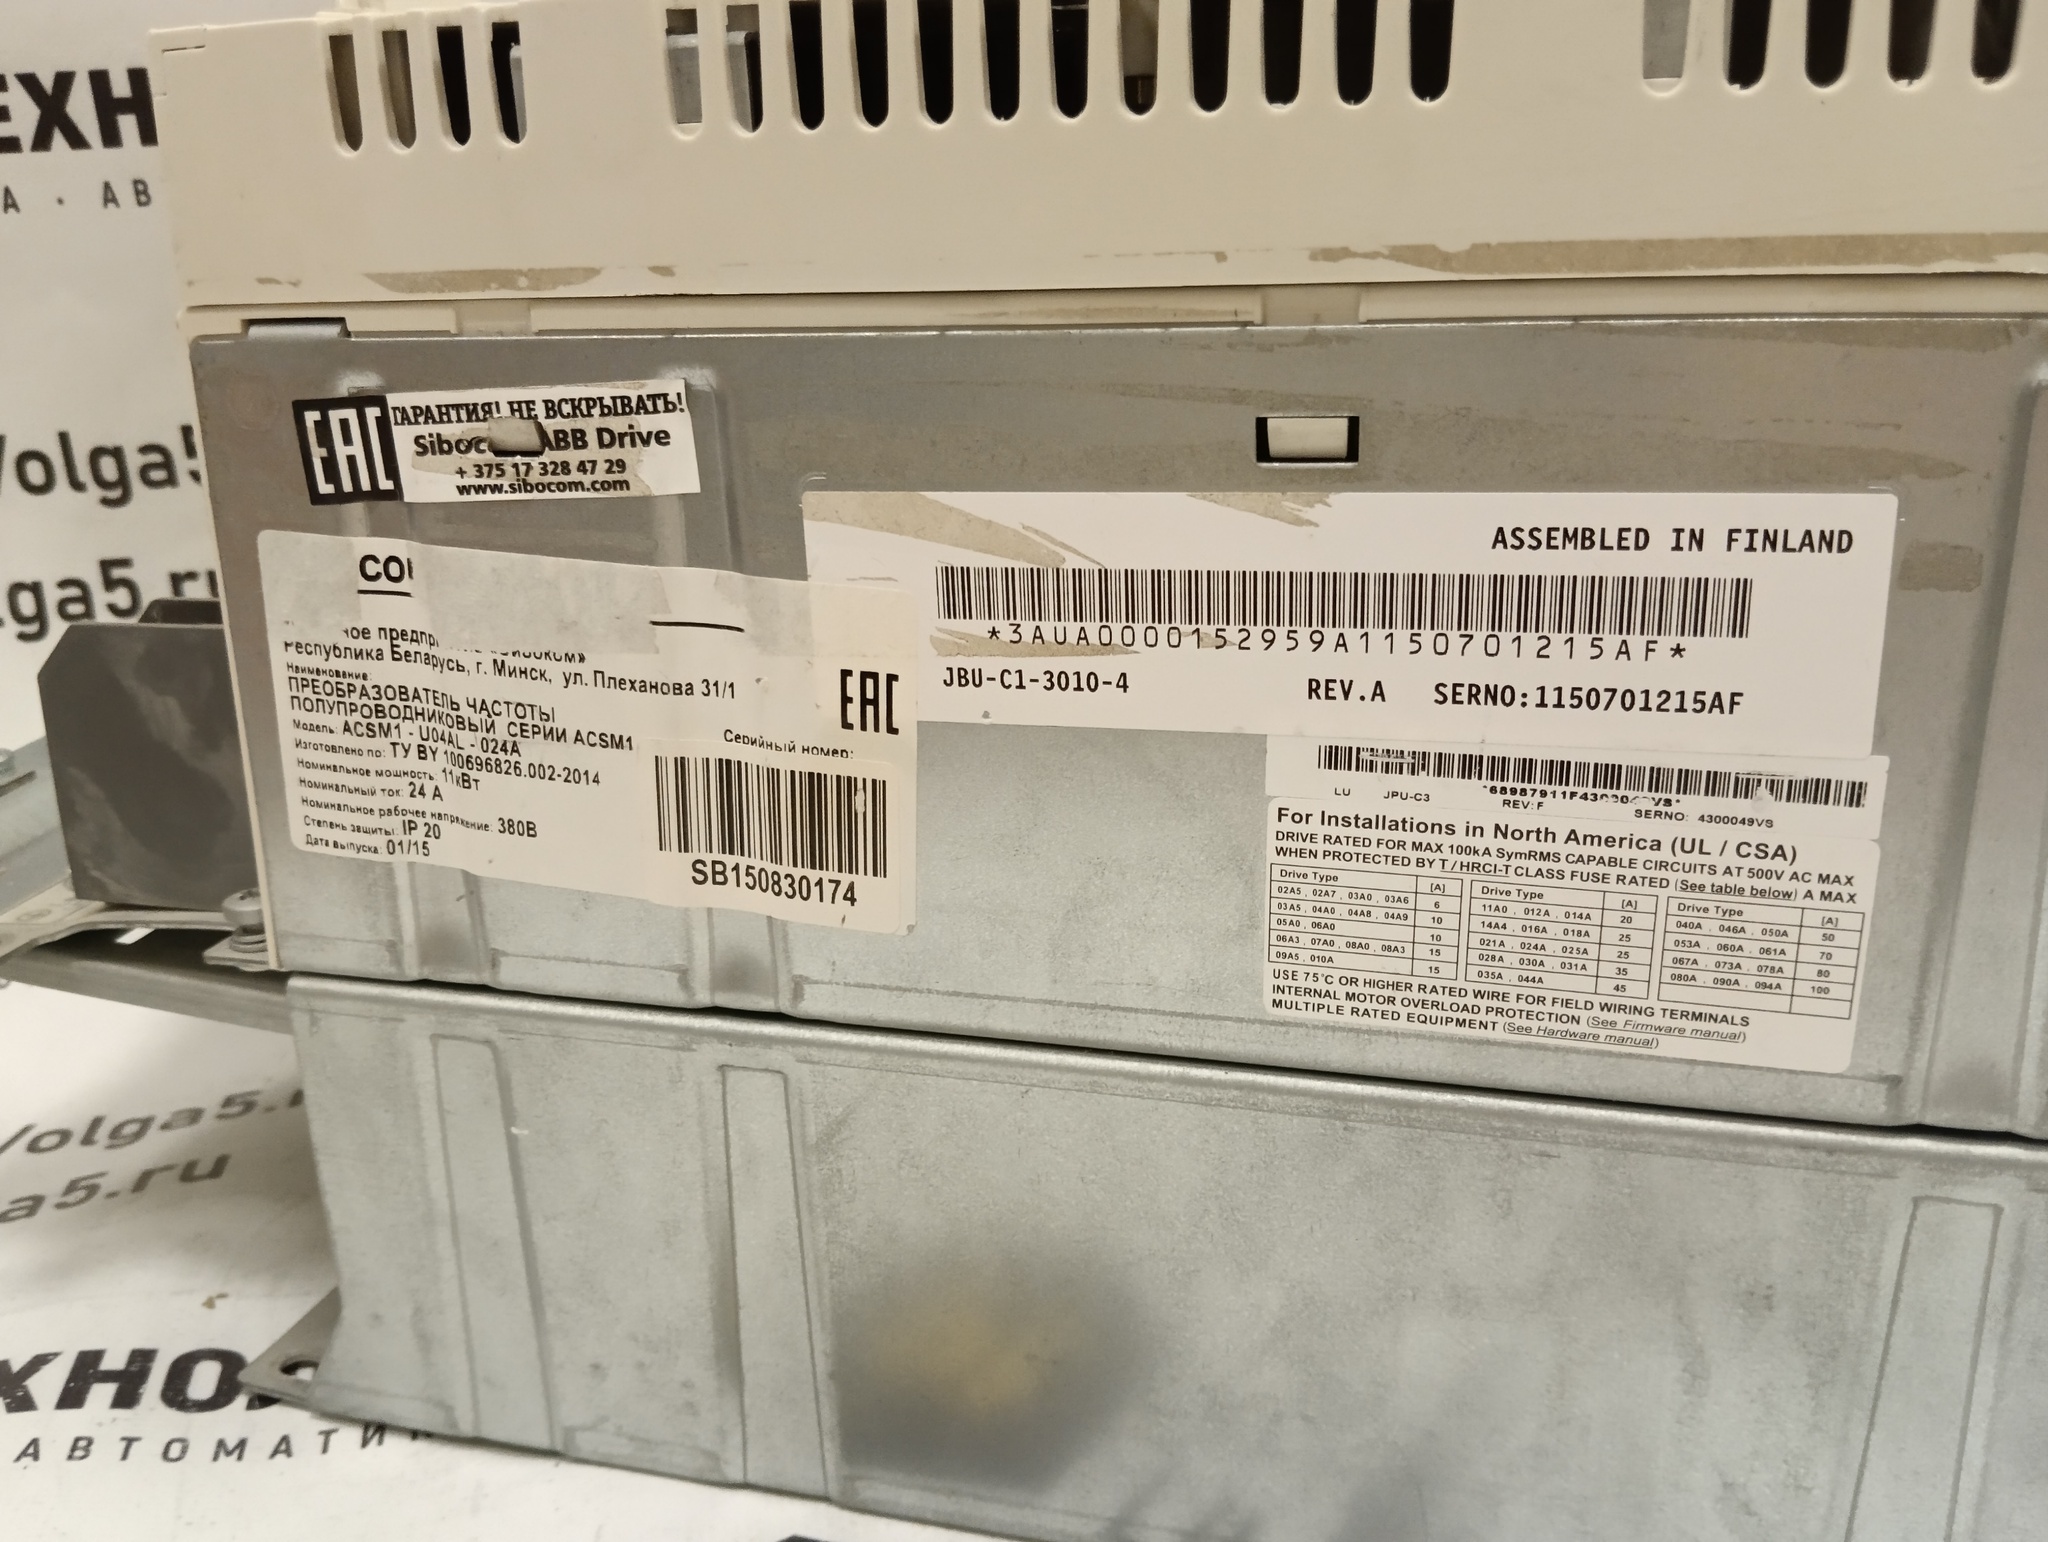 ЕХН
А · АВ
Volga5
lga5.ru
EAC
ГАРАНТИЯ! НЕ ВСКРЫВАТЬ!
ABB Drive
+ 375 17 328 47 29
www.sibocom.com
ASSEMBLED IN FINLAND
*3AUA0000152959A1150701215AF*
JBU-C1-3010-4 REV.A SERNO:1150701215AF
Республика Беларусь, г. Минск, ул. Плеханова 31/1
Наименование:
ПРЕОБРАЗОВАТЕЛЬ ЧАСТОТЫ
ПОЛУПРОВОДНИКОВЫЙ СЕРИИ ACSM1
Модель: ACSM1 - U04AL - 024A
Изготовлено по: ТУ BY 100696826.002-2014
Номинальная мощность: 11кВт
Номинальный ток: 24 А
Номинальное рабочее напряжение: 380В
Степень защиты: IP 20
Дата выпуска: 01/15
EAC
Серийный номер:
SB150830174
LU JPU-C3 REV: F SERNO: 4300049VS
For Installations in North America (UL / CSA)
DRIVE RATED FOR MAX 100kA SymRMS CAPABLE CIRCUITS AT 500V AC MAX
WHEN PROTECTED BY T / HRCI-T CLASS FUSE RATED (See table below) A MAX
Drive Type [A]
02A5 , 02A7 , 03A0 , 03A6 6
03A5 , 04A0 , 04A8 , 04A9 10
05A0 , 06A0 10
06A3 , 07A0 , 08A0 , 08A3 15
09A5 , 010A 15
Drive Type [A]
11A0 , 012A , 014A 20
14A4 , 016A , 018A 25
021A , 024A , 025A 25
028A , 030A , 031A 35
035A , 044A 45
Drive Type [A]
040A , 046A , 050A 50
053A , 060A , 061A 70
067A , 073A , 078A 80
080A , 090A , 094A 100
USE 75°C OR HIGHER RATED WIRE FOR FIELD WIRING TERMINALS
INTERNAL MOTOR OVERLOAD PROTECTION (See Firmware manual)
MULTIPLE RATED EQUIPMENT (See Hardware manual)
Volga5.r
ga5.ru
ХНО
АВТОМАТИ